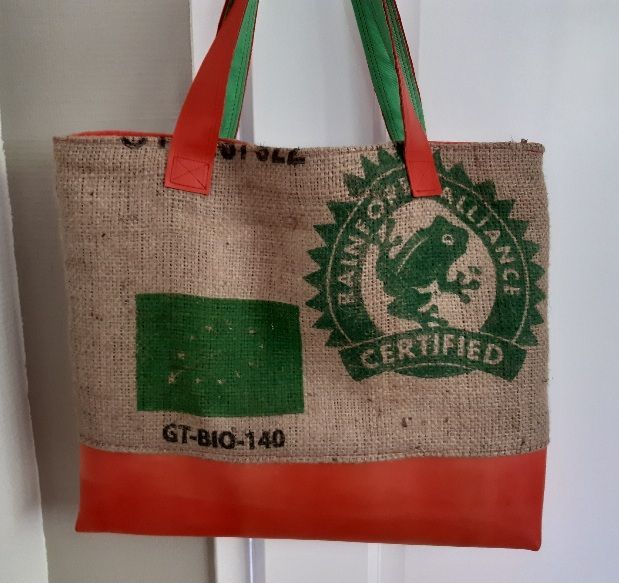 RAINFOREST ALLIANCE
CERTIFIED
GT-BIO-140